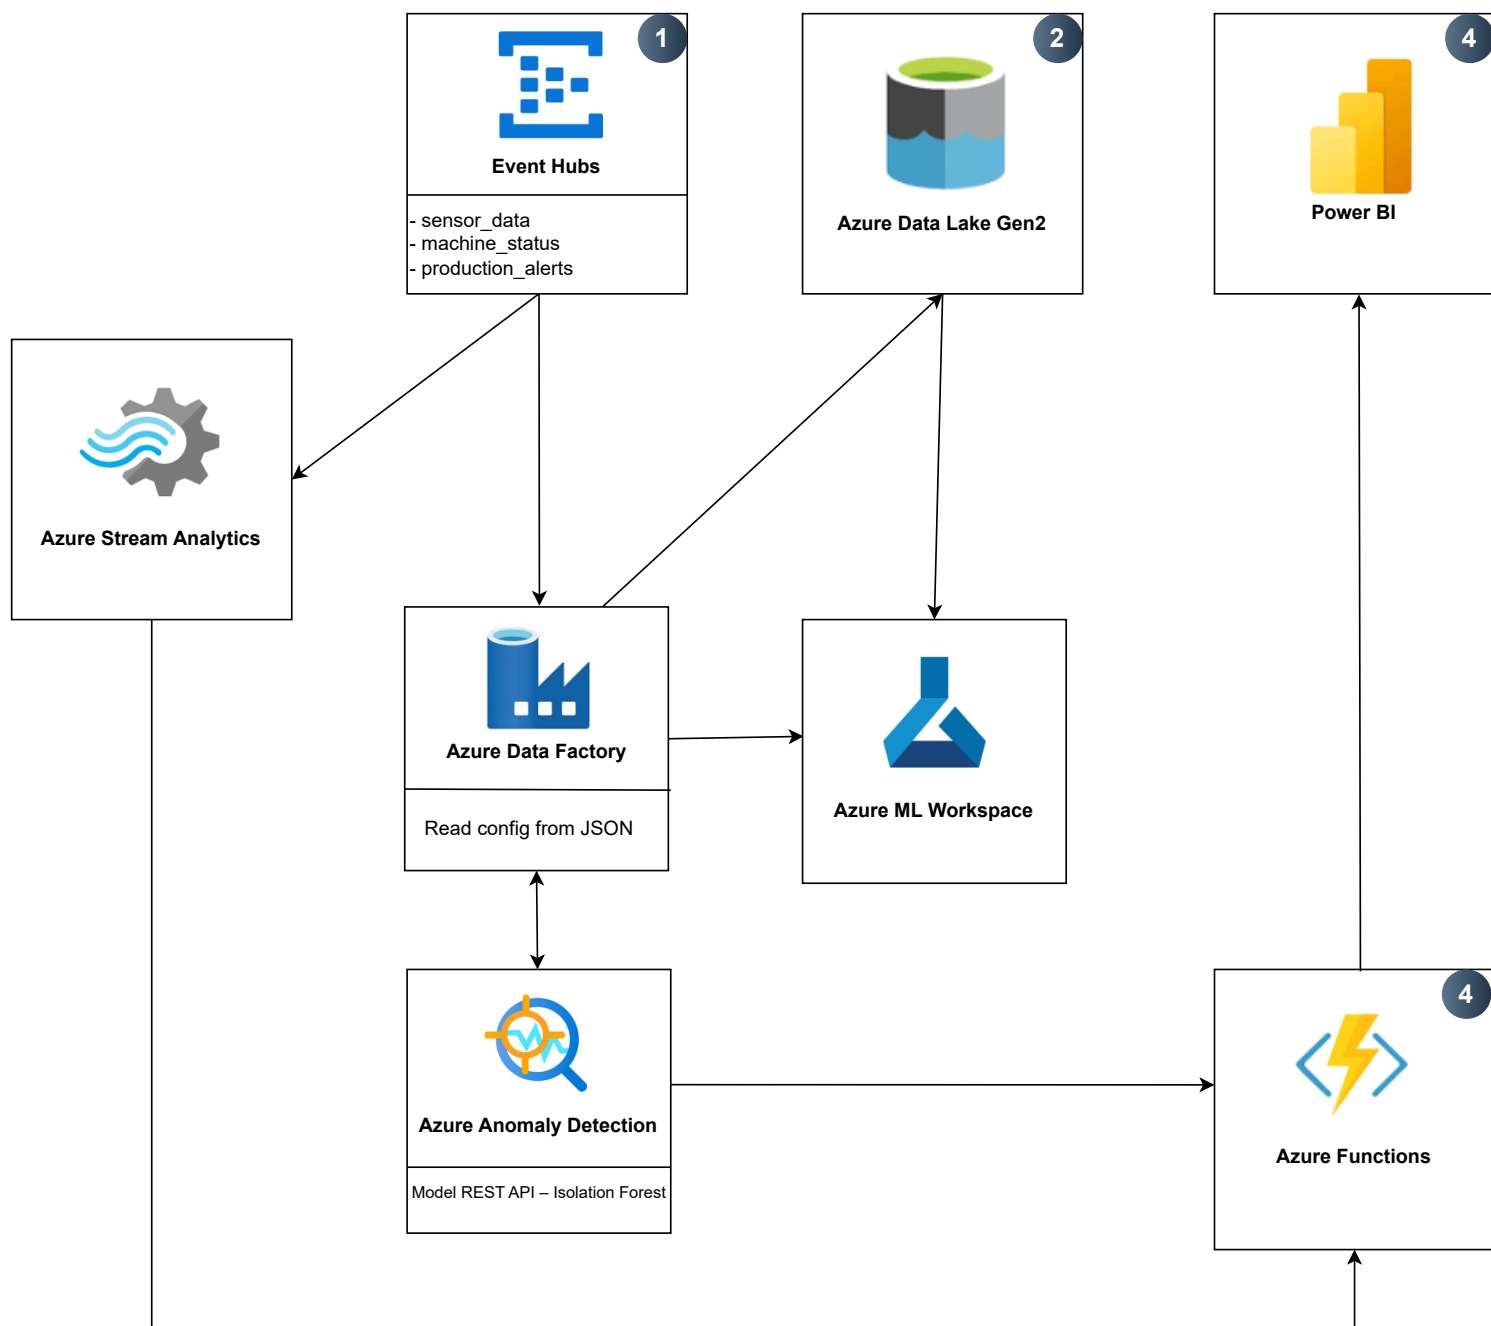 1
Event Hubs
- sensor_data
- machine_status
- production_alerts
2
Azure Data Lake Gen2
4
Power BI
Azure Stream Analytics
Azure Data Factory
Read config from JSON
Azure ML Workspace
Azure Anomaly Detection
Model REST API – Isolation Forest
4
Azure Functions